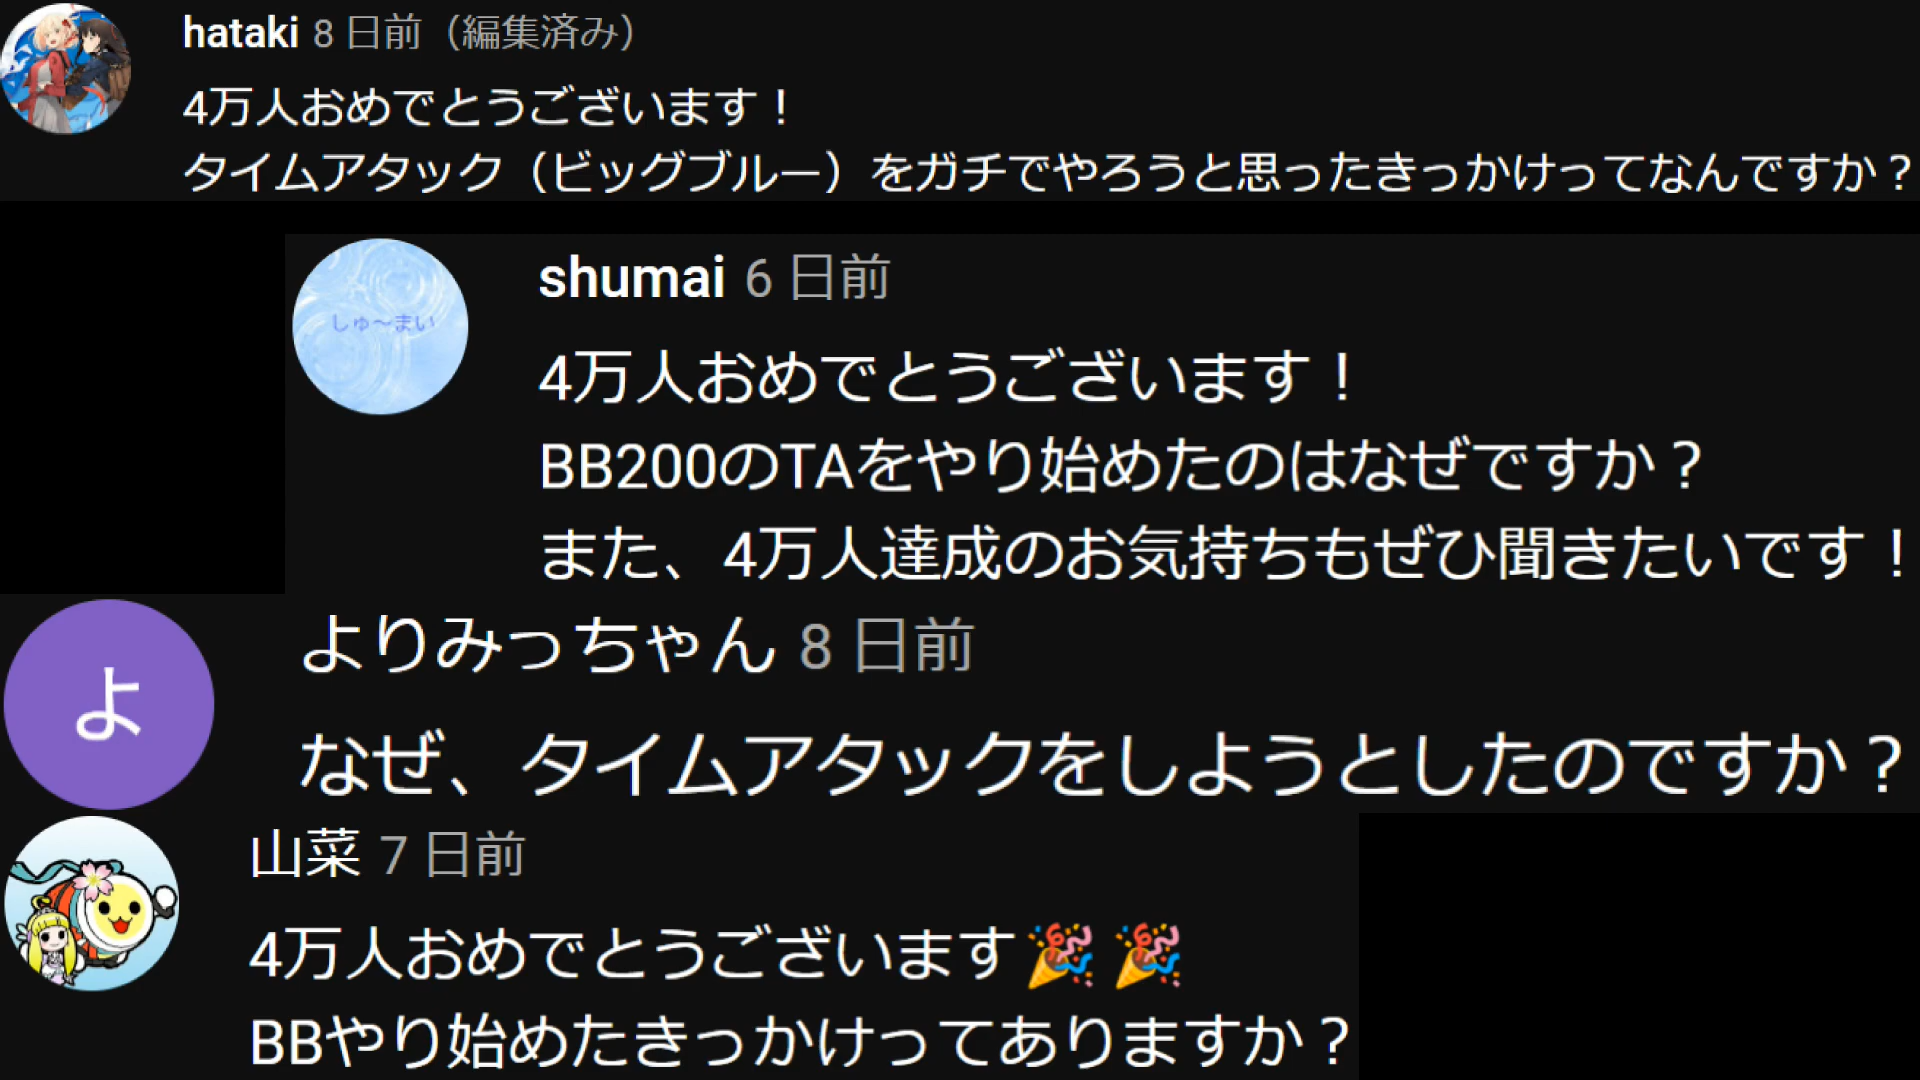 hataki 8 日前（編集済み）
4万人おめでとうございます！
タイムアタック（ビッグブルー）をガチでやろうと思ったきっかけってなんですか？
しゅ～まい
shumai 6 日前
4万人おめでとうございます！
BB200のTAをやり始めたのはなぜですか？
また、4万人達成のお気持ちもぜひ聞きたいです！
よ
よりみっちゃん 8 日前
なぜ、タイムアタックをしようとしたのですか？
山菜 7 日前
4万人おめでとうございます🎉🎉
BBやり始めたきっかけってありますか？